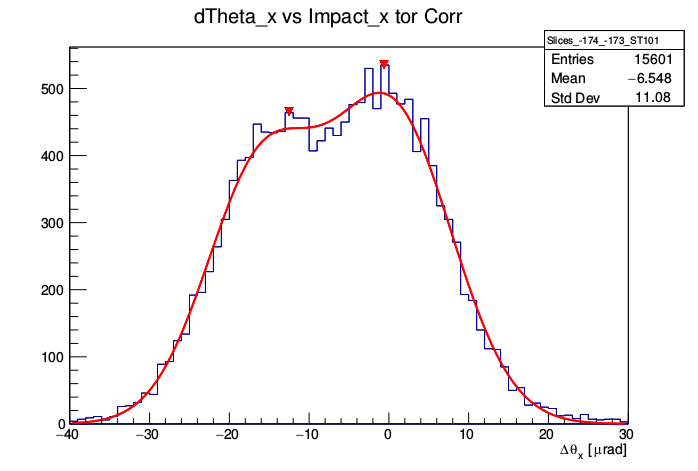 dTheta_x vs Impact_x tor Corr
Slices_-174_-173_ST101
Entries 15601
Mean −6.548
Std Dev 11.08
500
400
300
200
100
0
−40 −30 −20 −10 0 10 20 30
Δθx [μrad]